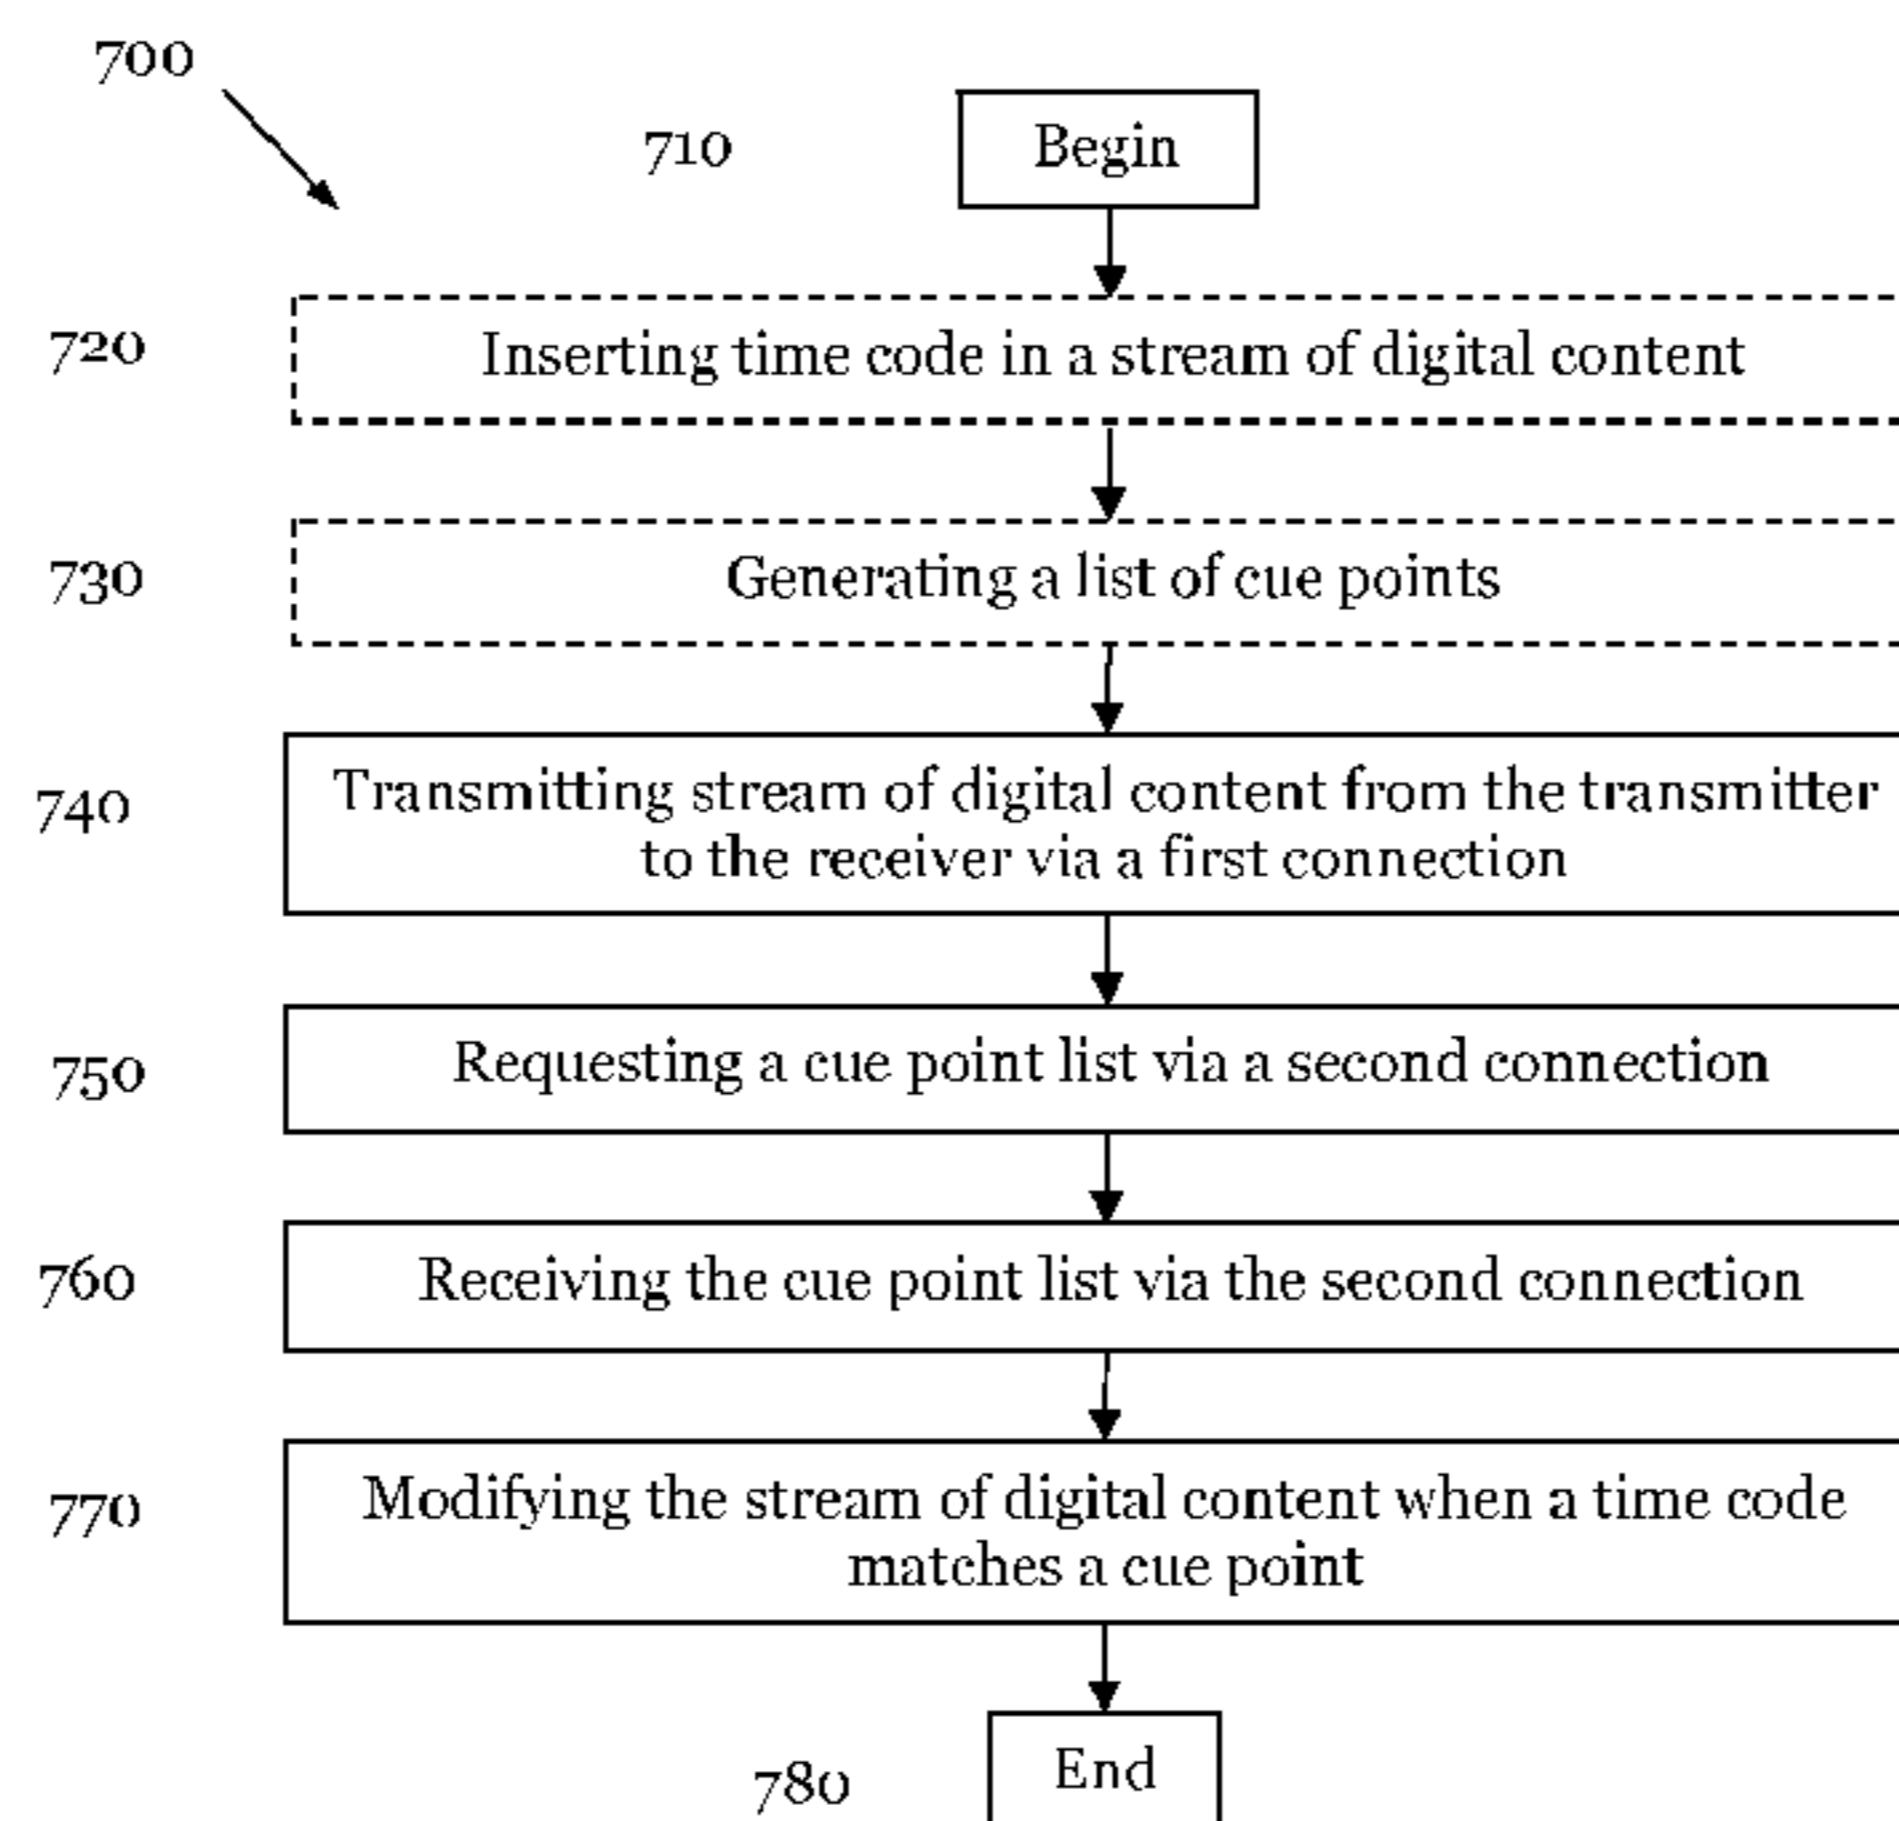 700
710
Begin
720
Inserting time code in a stream of digital content
730
Generating a list of cue points
740
Transmitting stream of digital content from the transmitter
to the receiver via a first connection
750
Requesting a cue point list via a second connection
760
Receiving the cue point list via the second connection
770
Modifying the stream of digital content when a time code
matches a cue point
780
End